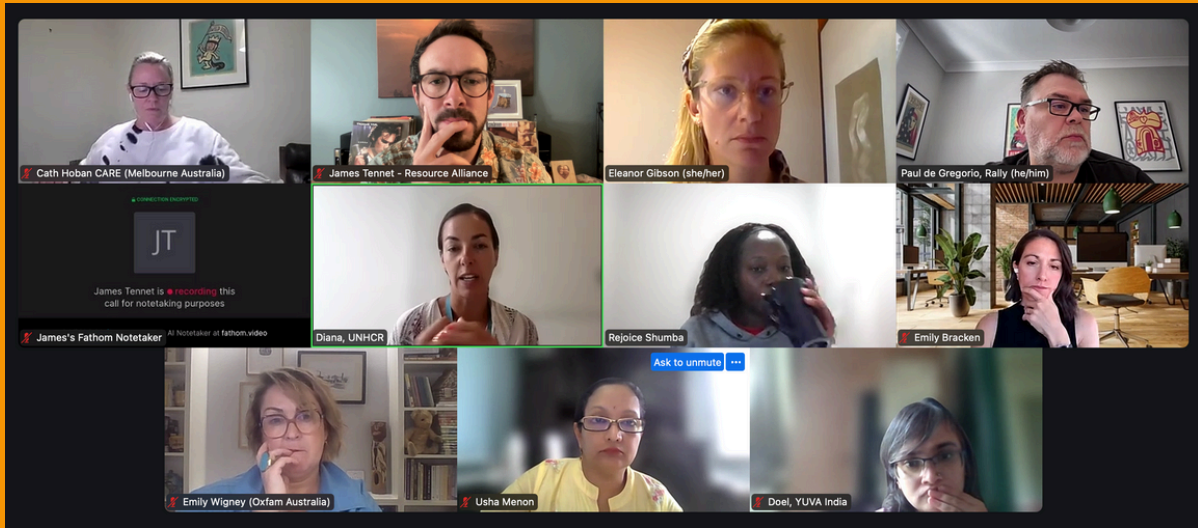 Cath Hoban CARE (Melbourne Australia)
James Tennet - Resource Alliance
Eleanor Gibson (she/her)
Paul de Gregorio, Rally (he/him)
CONNECTION ENCRYPTED
JT
James Tennet is recording this
call for notetaking purposes
AI Notetaker at fathom.video
James's Fathom Notetaker
Diana, UNHCR
Rejoice Shumba
Emily Bracken
Ask to unmute
Emily Wigney (Oxfam Australia)
Usha Menon
Doel, YUVA India